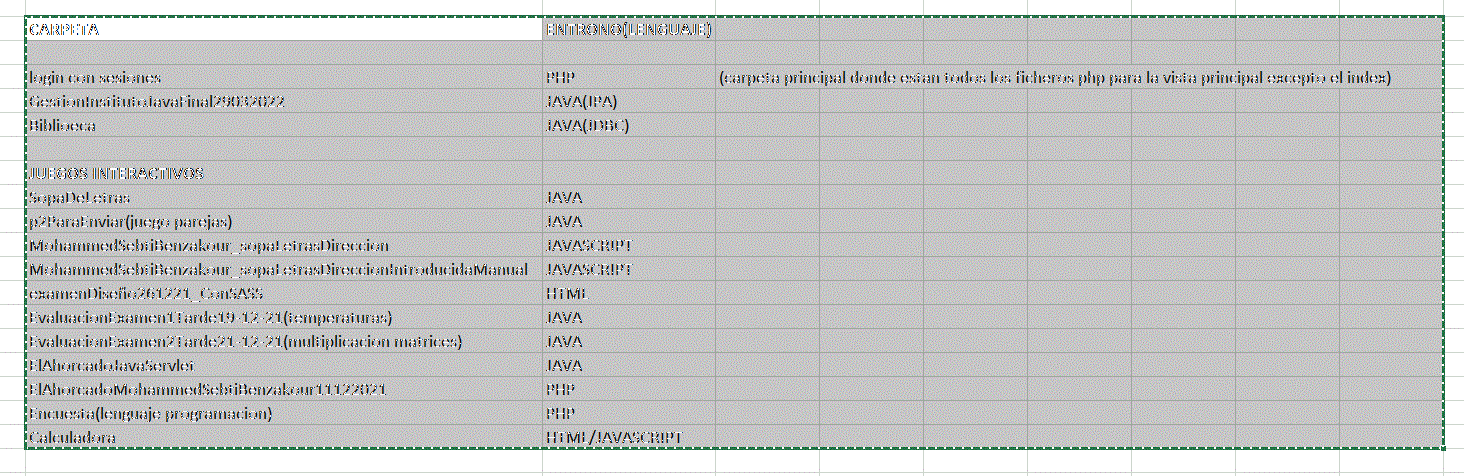 CARPETA ENTRONO(LENGUAJE)
login con sesiones PHP (carpeta principal donde estan todos los ficheros php para la vista principal excepto el index)
GestionInstitutoJavaFinal29032022 JAVA(JPA)
Biblioeca JAVA(JDBC)
JUEGOS INTERACTIVOS
SopaDeLetras JAVA
p2ParaEnviar(juego parejas) JAVA
MohammedSebtiBenzakour_sopaLetrasDireccion JAVASCRIPT
MohammedSebtiBenzakour_sopaLetrasDireccionIntroducidaManual JAVASCRIPT
examenDiseño261221_ConSASS HTML
EvaluacionExamen1Tarde19-12-21(temperaturas) JAVA
EvaluacionExamen2Tarde21-12-21(multiplicacion matrices) JAVA
ElAhorcadoJavaServlet JAVA
ElAhorcadoMohammedSebtiBenzakour11122021 PHP
Encuesta(lenguaje programacion) PHP
Calculadora HTML/JAVASCRIPT